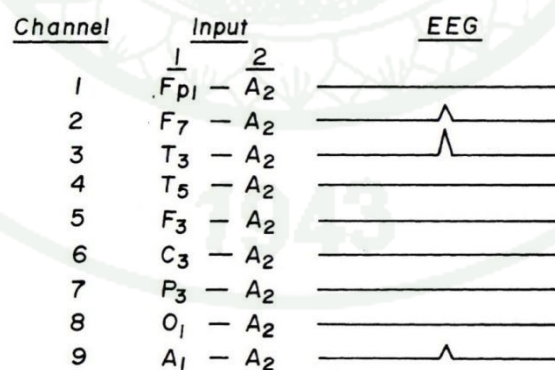 Channel Input EEG
1 2
1 Fp1 — A2
2 F7 — A2
3 T3 — A2
4 T5 — A2
5 F3 — A2
6 C3 — A2
7 P3 — A2
8 O1 — A2
9 A1 — A2
1943